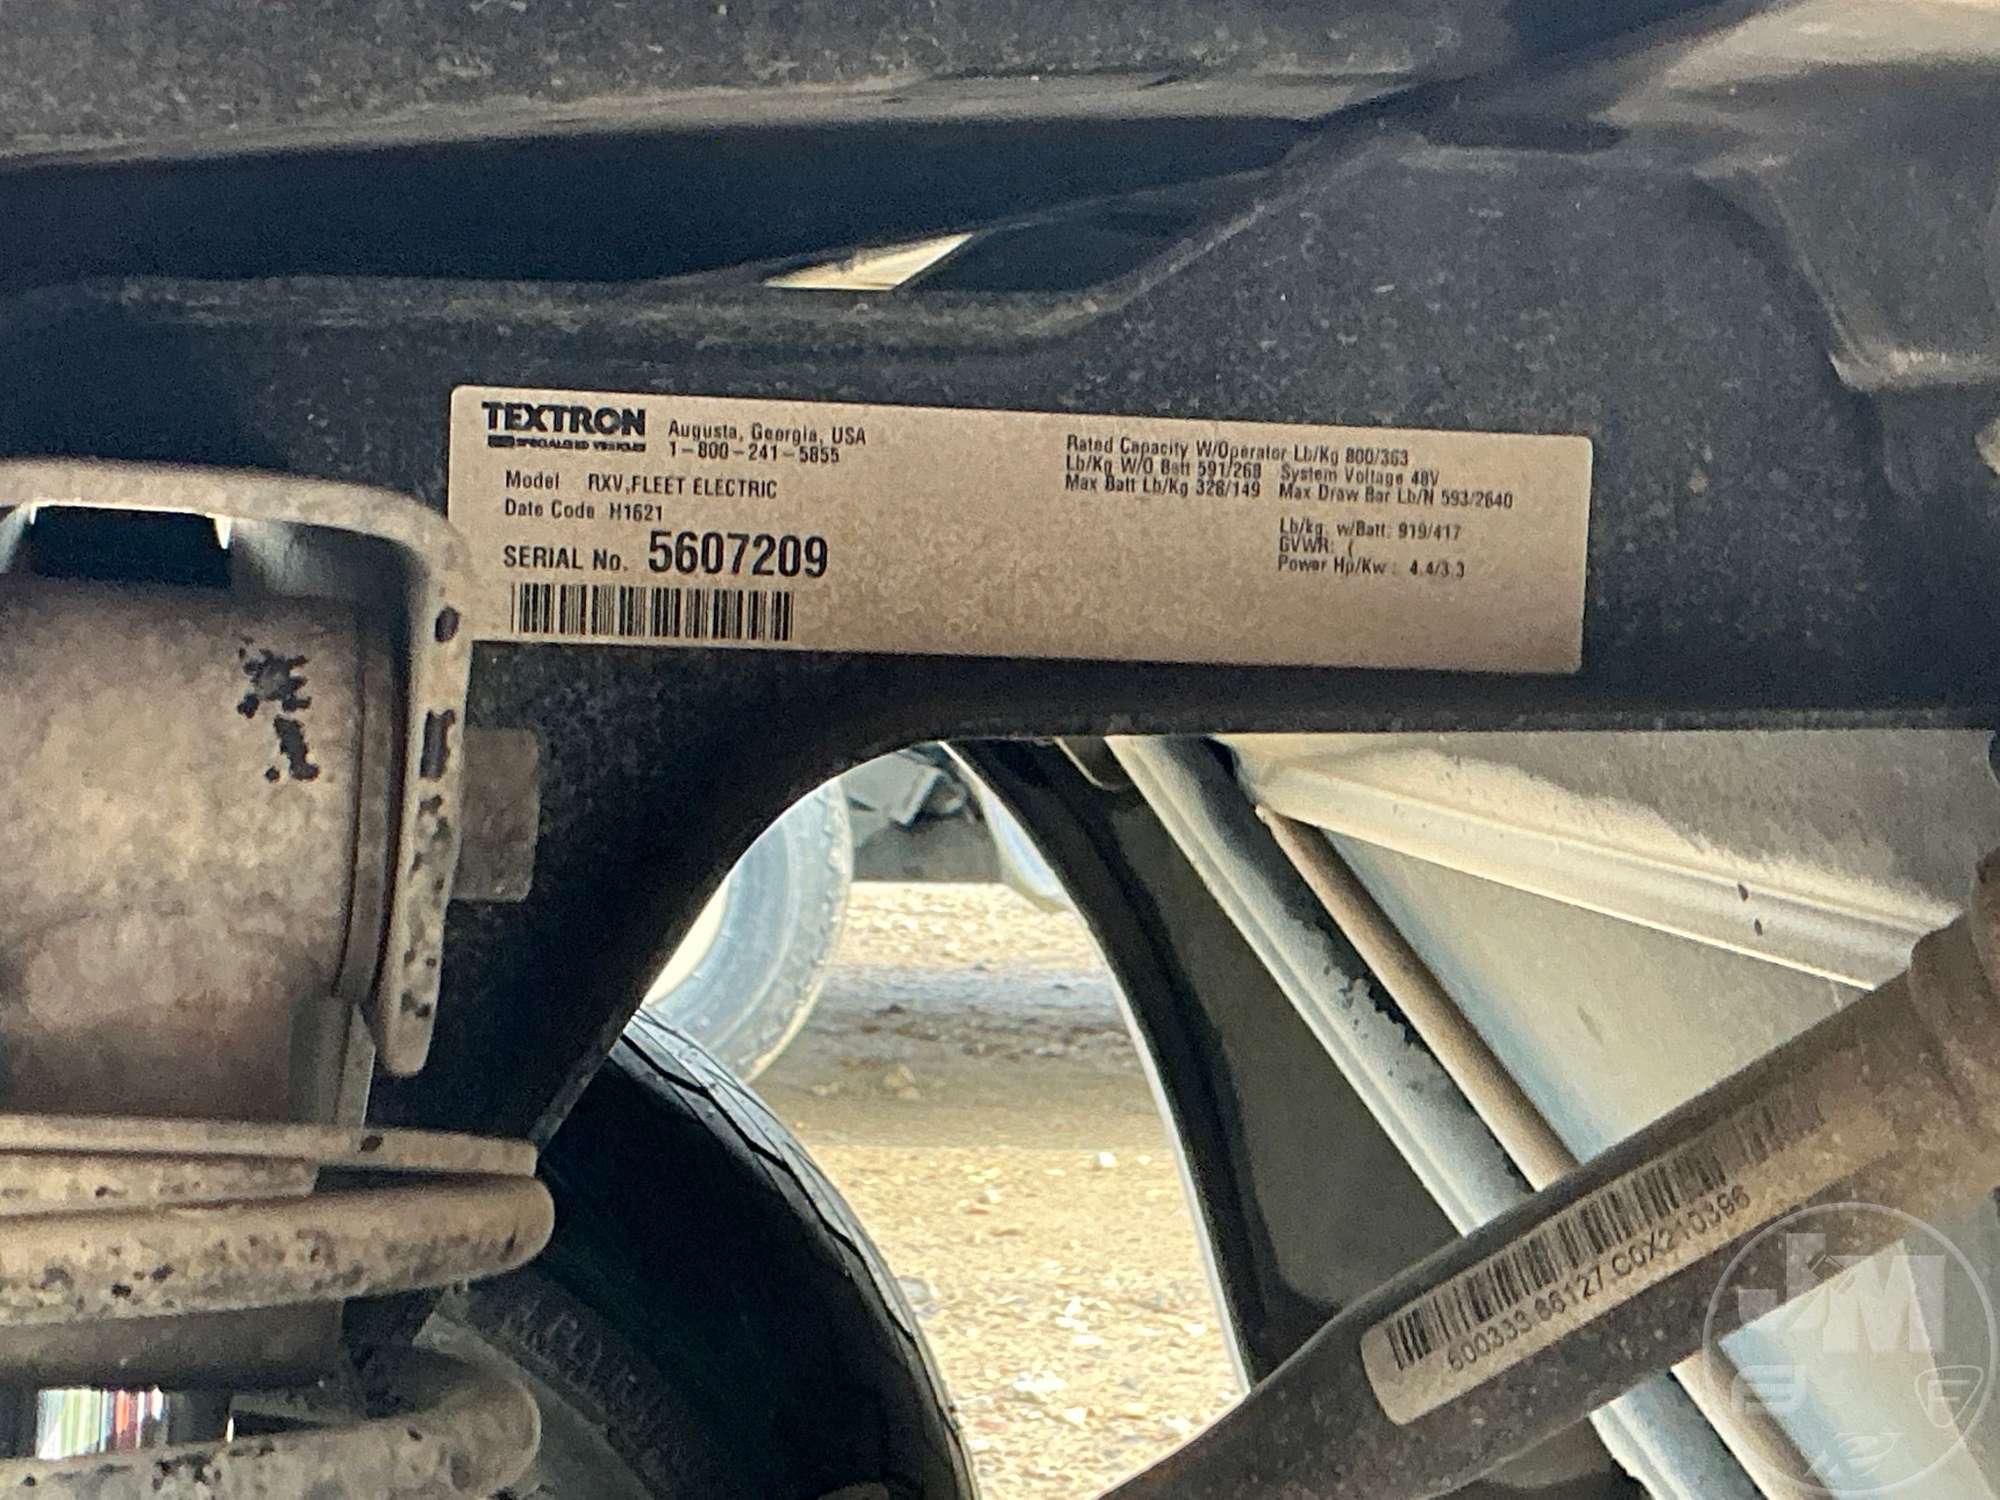 TEXTRON
SPECIALIZED VEHICLES
Augusta, Georgia, USA
1-800-241-5855
Model RXV,FLEET ELECTRIC
Date Code H1621
SERIAL No. 5607209
Rated Capacity W/Operator Lb/Kg 800/363
Lb/Kg W/O Batt 591/268 System Voltage 48V
Max Batt Lb/Kg 328/149 Max Draw Bar Lb/N 593/2640
Lb/kg. w/Batt: 919/417
GVWR: (
Power Hp/Kw : 4.4/3.3
600333 66127 C0X210396
JM